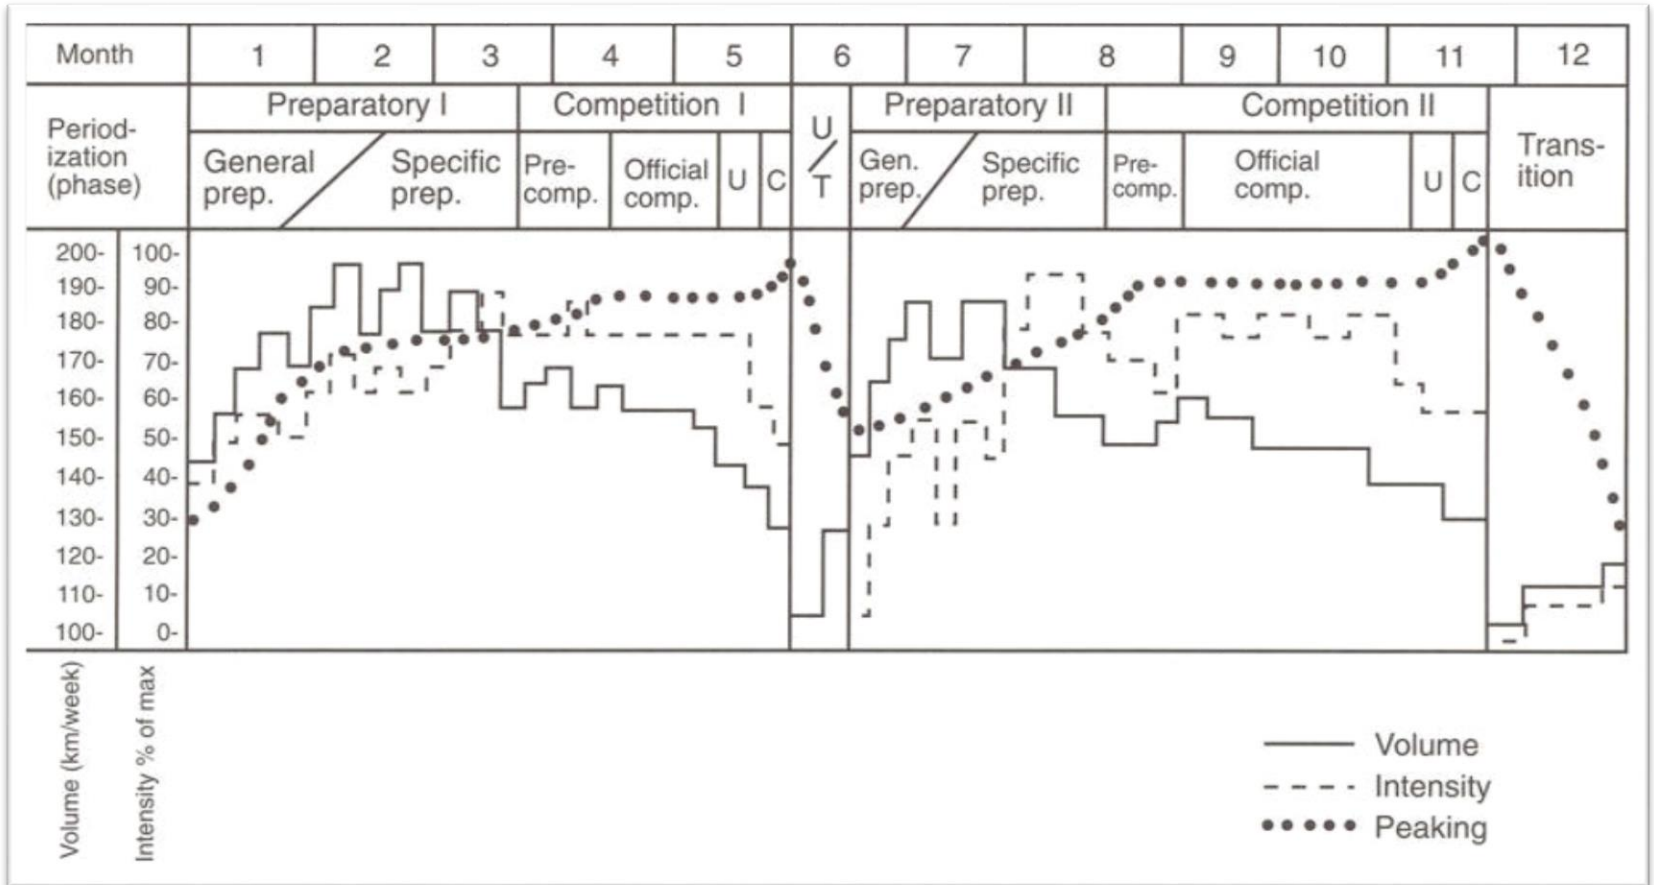 Month 1 2 3 4 5 6 7 8 9 10 11 12
Preparatory I Competition I Preparatory II Competition II
Period-
ization
(phase)
General
prep.
Specific
prep.
Pre-
comp.
Official
comp.
U
C
U
/
T
Gen.
prep.
Specific
prep.
Pre-
comp.
Official
comp.
U
C
Trans-
ition
200- 100-
190- 90-
180- 80-
170- 70-
160- 60-
150- 50-
140- 40-
130- 30-
120- 20-
110- 10-
100- 0-
Volume (km/week)
Intensity % of max
Volume
Intensity
Peaking